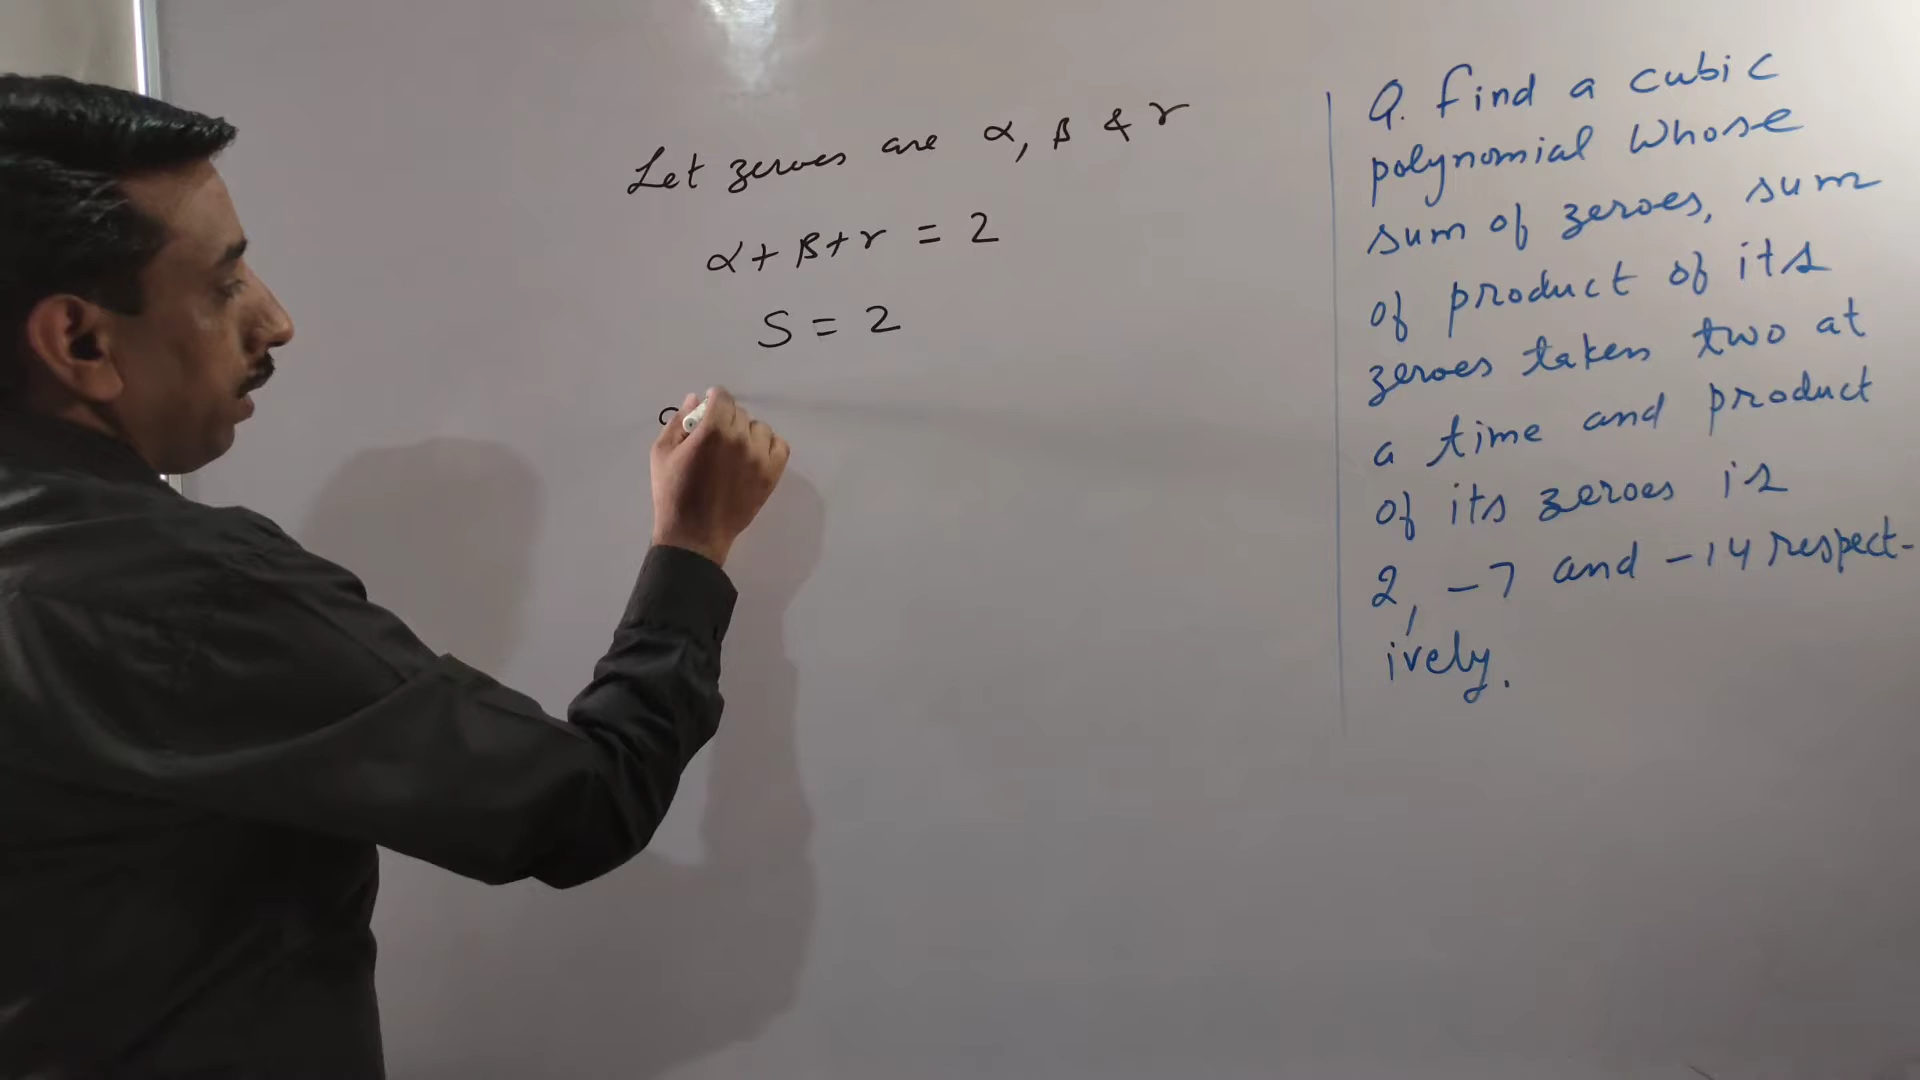 Let zeroes are α, β & γ
α + β + γ = 2
S = 2
Q. Find a cubic
polynomial whose
sum of zeroes, sum
of product of its
zeroes taken two at
a time and product
of its zeroes is
2, -7 and -14 respect-
ively.